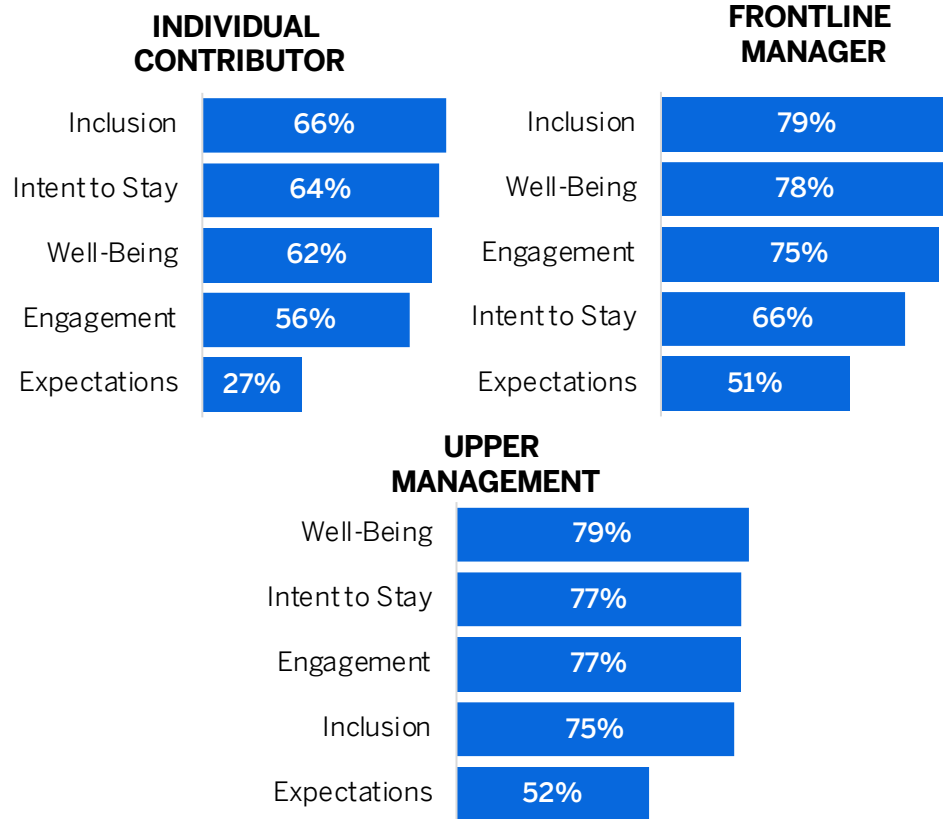 INDIVIDUAL
CONTRIBUTOR
Inclusion 66%
Intent to Stay 64%
Well-Being 62%
Engagement 56%
Expectations 27%
FRONTLINE
MANAGER
Inclusion 79%
Well-Being 78%
Engagement 75%
Intent to Stay 66%
Expectations 51%
UPPER
MANAGEMENT
Well-Being 79%
Intent to Stay 77%
Engagement 77%
Inclusion 75%
Expectations 52%